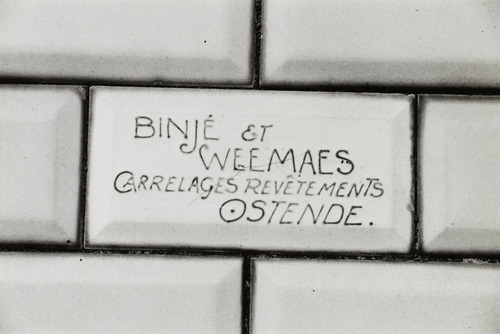 BINJÉ ET
WEEMAES
CARRELAGES REVÊTEMENTS
OSTENDE.